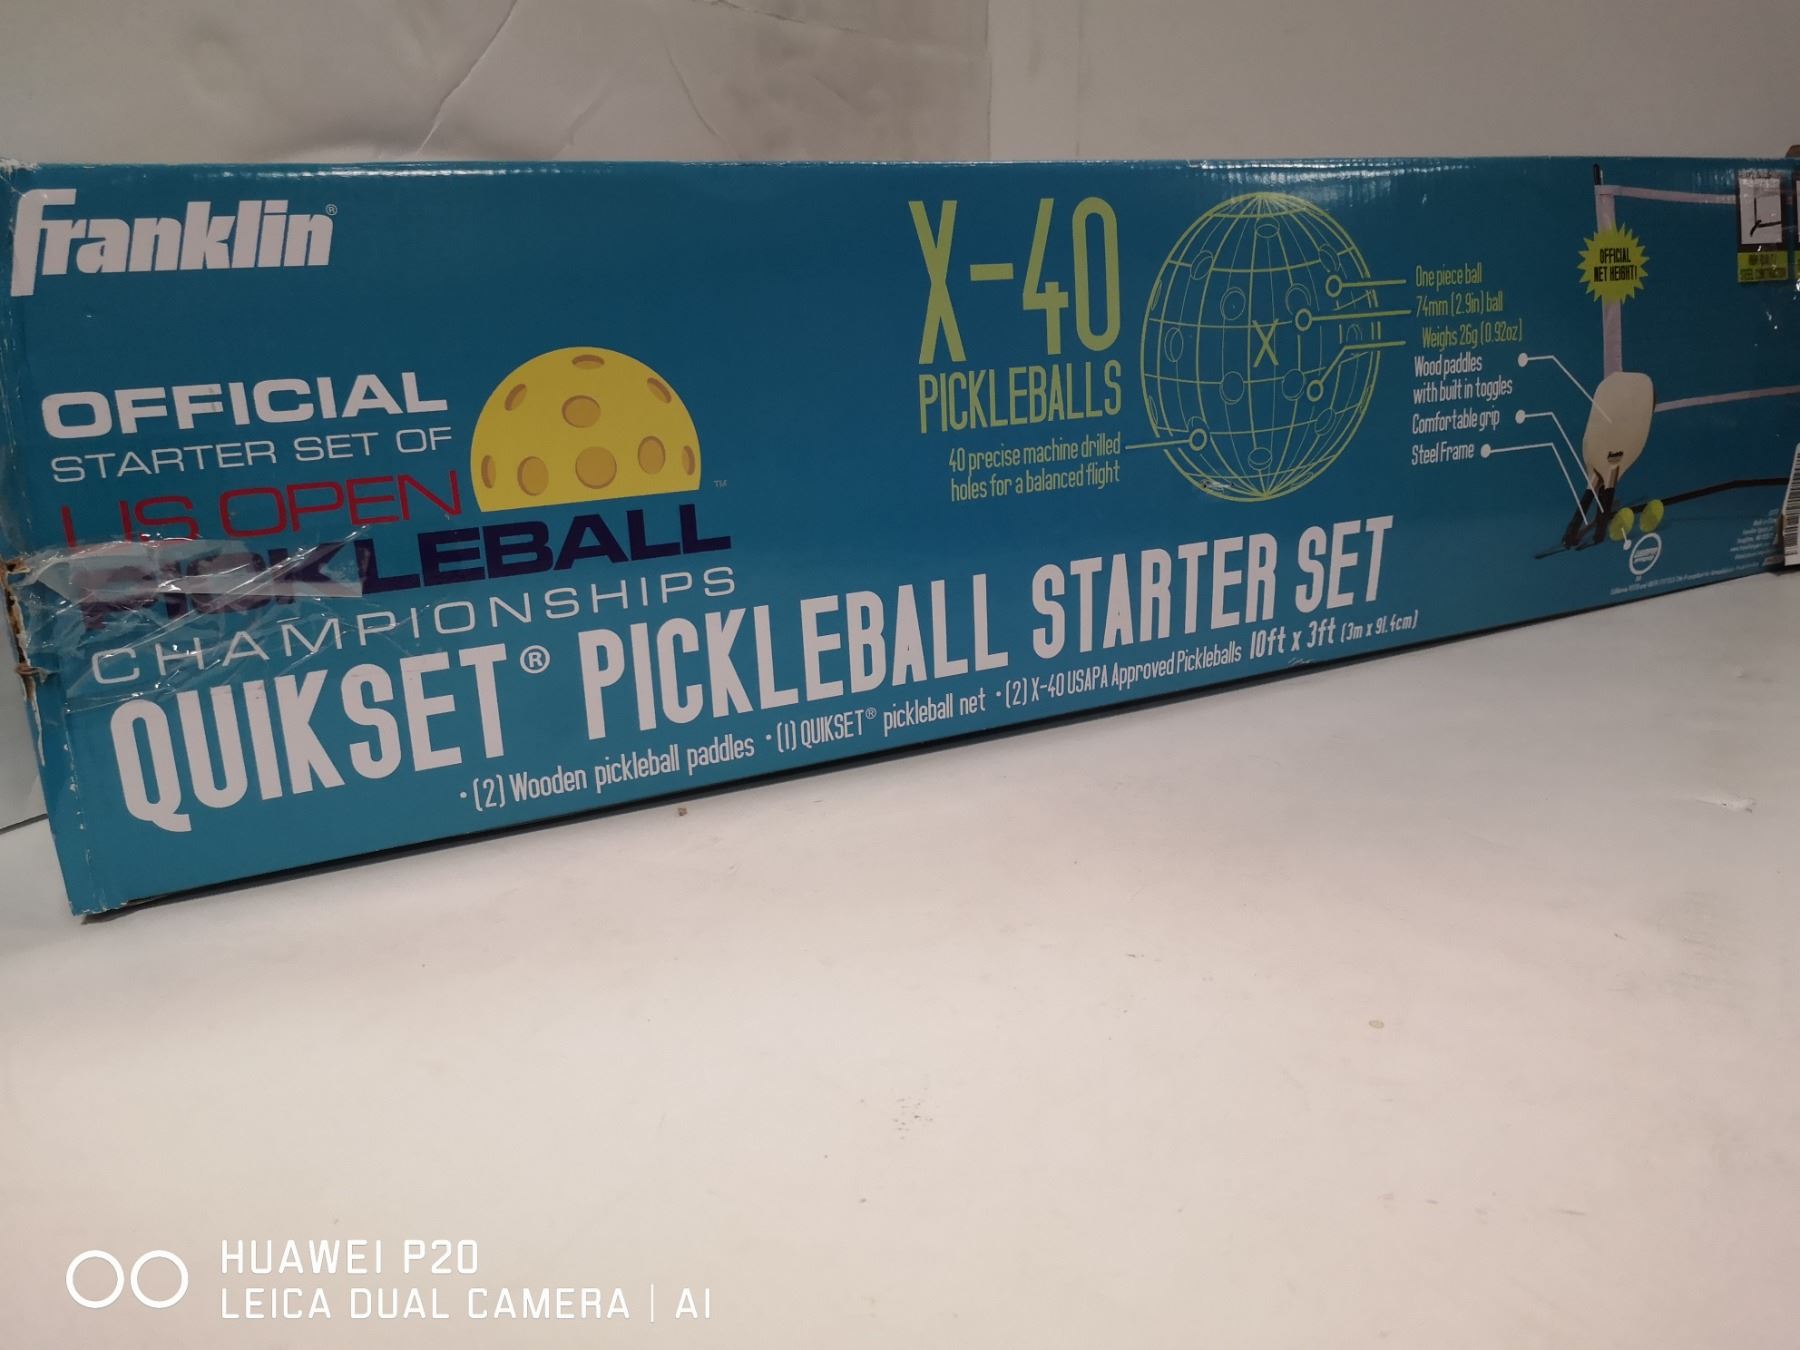 franklin®
OFFICIAL
STARTER SET OF
US OPEN
PICKLEBALL
CHAMPIONSHIPS
™
X-40
PICKLEBALLS
40 precise machine drilled
holes for a balanced flight
X
One piece ball
74mm (2.9in) ball
Weighs 26g (0.92oz)
Wood paddles
with built in toggles
Comfortable grip
Steel Frame
OFFICIAL
NET HEIGHT!
QUIKSET® PICKLEBALL STARTER SET
• (2) Wooden pickleball paddles • (1) QUIKSET® pickleball net • (2) X-40 USAPA Approved Pickleballs 10ft x 3ft (3m x 91.4cm)
HUAWEI P20
LEICA DUAL CAMERA | AI